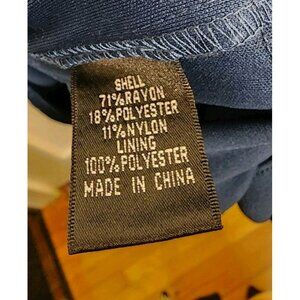 SHELL
71%RAYON
18%POLYESTER
11%NYLON
LINING
100%POLYESTER
MADE IN CHINA